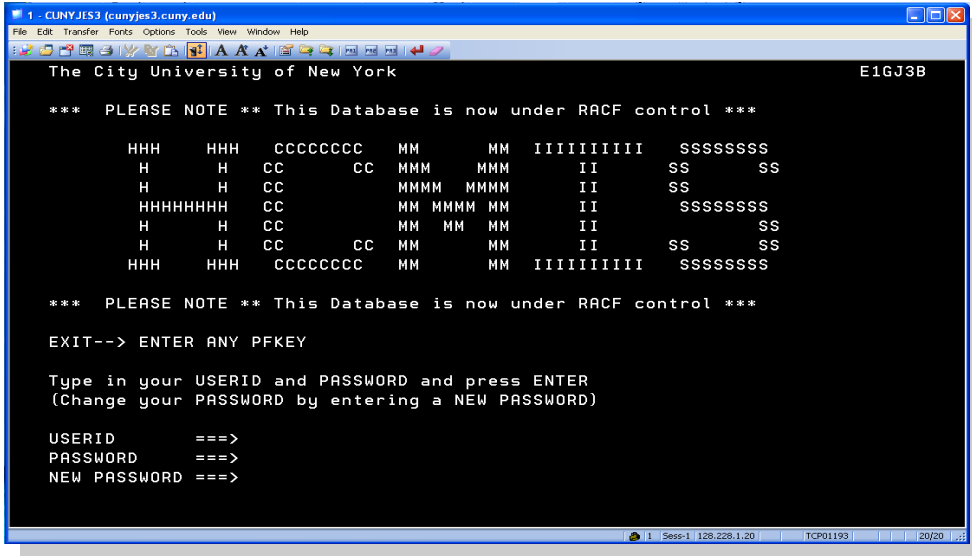 1 - CUNYJES3 (cunyjes3.cuny.edu)
File Edit Transfer Fonts Options Tools View Window Help
The City University of New York E1GJ3B
*** PLEASE NOTE ** This Database is now under RACF control ***
HHH HHH CCCCCCCC MM MM IIIIIIIIII SSSSSSSS
H H CC CC MMM MMM II SS SS
H H CC MMMM MMMM II SS
HHHHHHHH CC MM MMMM MM II SSSSSSSS
H H CC MM MM MM II SS
H H CC CC MM MM II SS SS
HHH HHH CCCCCCCC MM MM IIIIIIIIII SSSSSSSS
*** PLEASE NOTE ** This Database is now under RACF control ***
EXIT--> ENTER ANY PFKEY
Type in your USERID and PASSWORD and press ENTER
(Change your PASSWORD by entering a NEW PASSWORD)
USERID ===>
PASSWORD ===>
NEW PASSWORD ===>
1 Sess-1 128.228.1.20 TCP01193 20/20